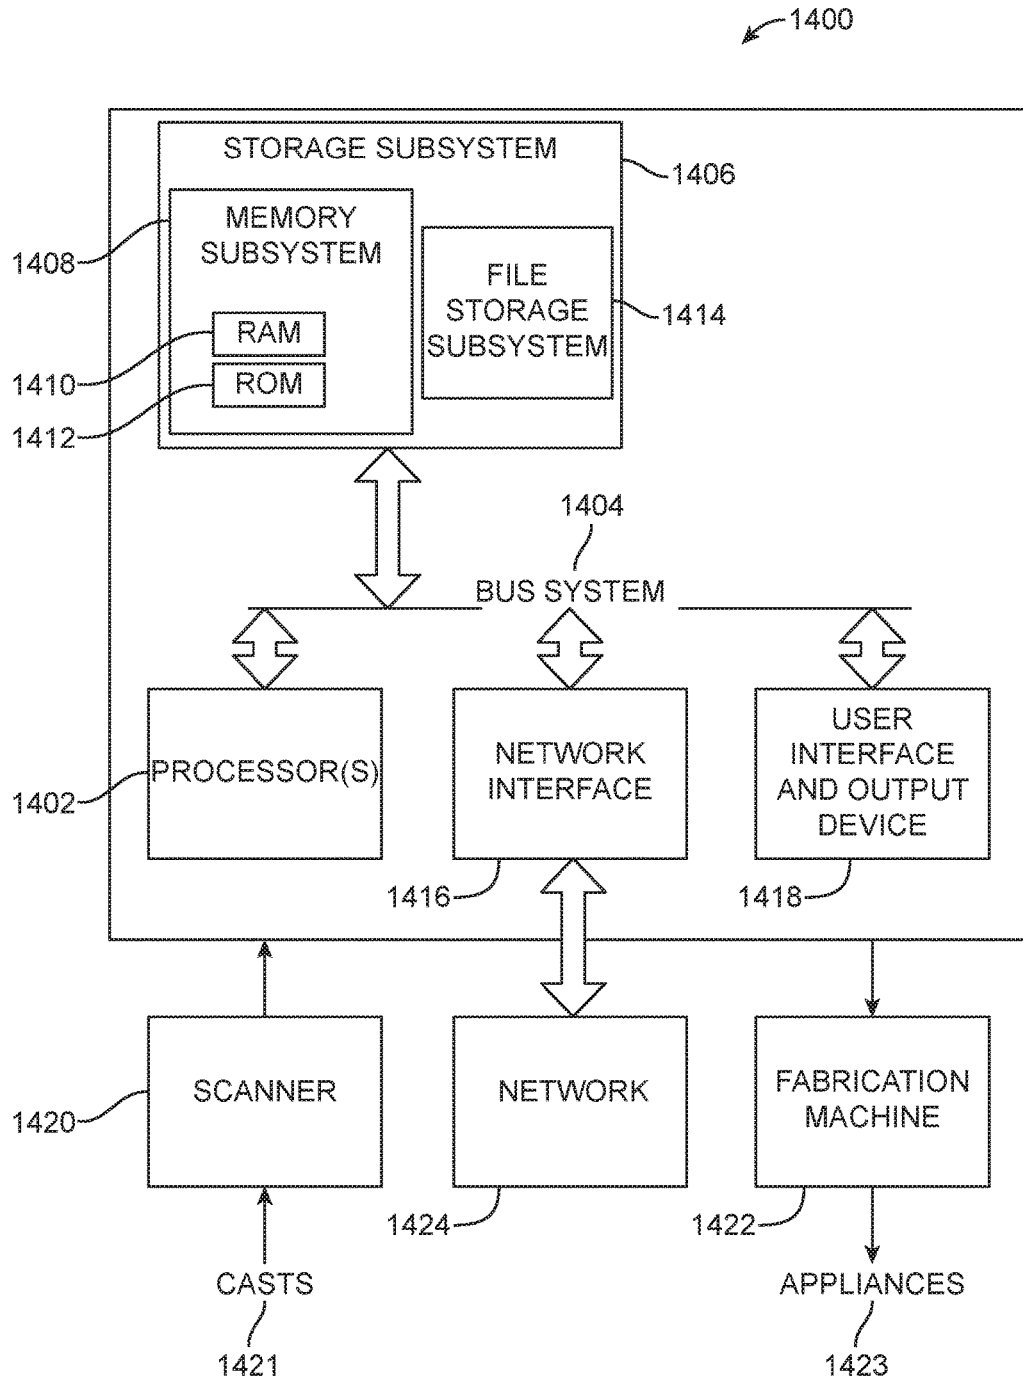 1400
STORAGE SUBSYSTEM
1406
MEMORY
SUBSYSTEM
1408
FILE
STORAGE
SUBSYSTEM
1414
RAM
1410
ROM
1412
1404
BUS SYSTEM
PROCESSOR(S)
1402
NETWORK
INTERFACE
1416
USER
INTERFACE
AND OUTPUT
DEVICE
1418
SCANNER
1420
NETWORK
1424
FABRICATION
MACHINE
1422
CASTS
1421
APPLIANCES
1423